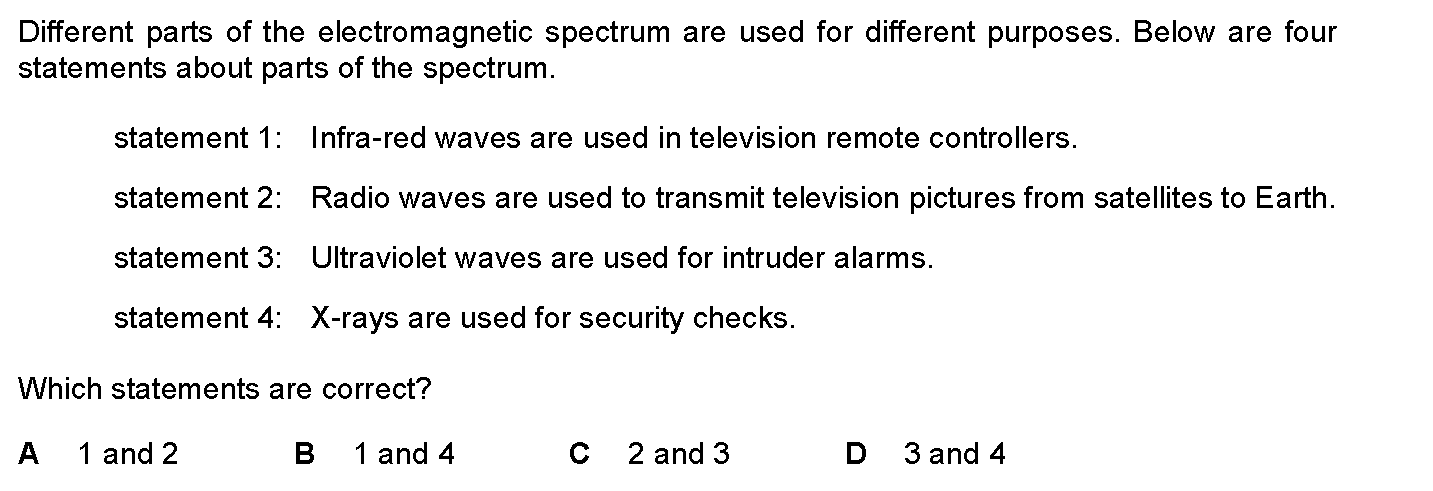 Different parts of the electromagnetic spectrum are used for different purposes. Below are four
statements about parts of the spectrum.
statement 1: Infra-red waves are used in television remote controllers.
statement 2: Radio waves are used to transmit television pictures from satellites to Earth.
statement 3: Ultraviolet waves are used for intruder alarms.
statement 4: X-rays are used for security checks.
Which statements are correct?
A 1 and 2 B 1 and 4 C 2 and 3 D 3 and 4